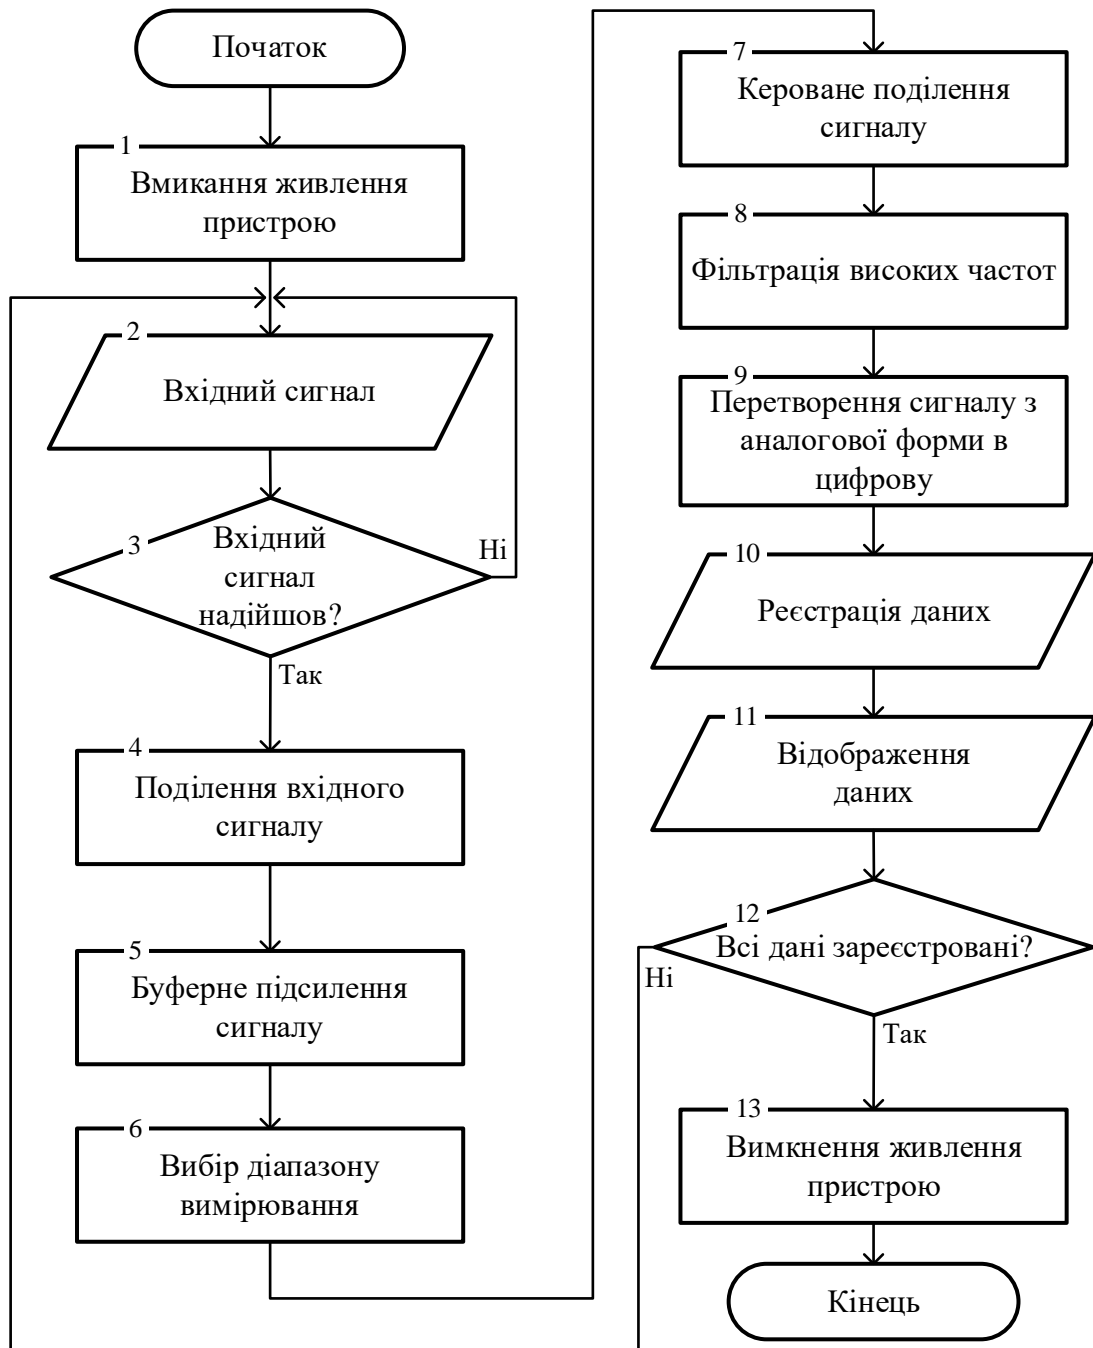 Початок
1
Вмикання живлення
пристрою
2
Вхідний сигнал
3
Вхідний
сигнал
надійшов?
Ні
Так
4
Поділення вхідного
сигналу
5
Буферне підсилення
сигналу
6
Вибір діапазону
вимірювання
7
Кероване поділення
сигналу
8
Фільтрація високих частот
9
Перетворення сигналу з
аналогової форми в
цифрову
10
Реєстрація даних
11
Відображення
даних
12
Всі дані зареєстровані?
Ні
Так
13
Вимкнення живлення
пристрою
Кінець